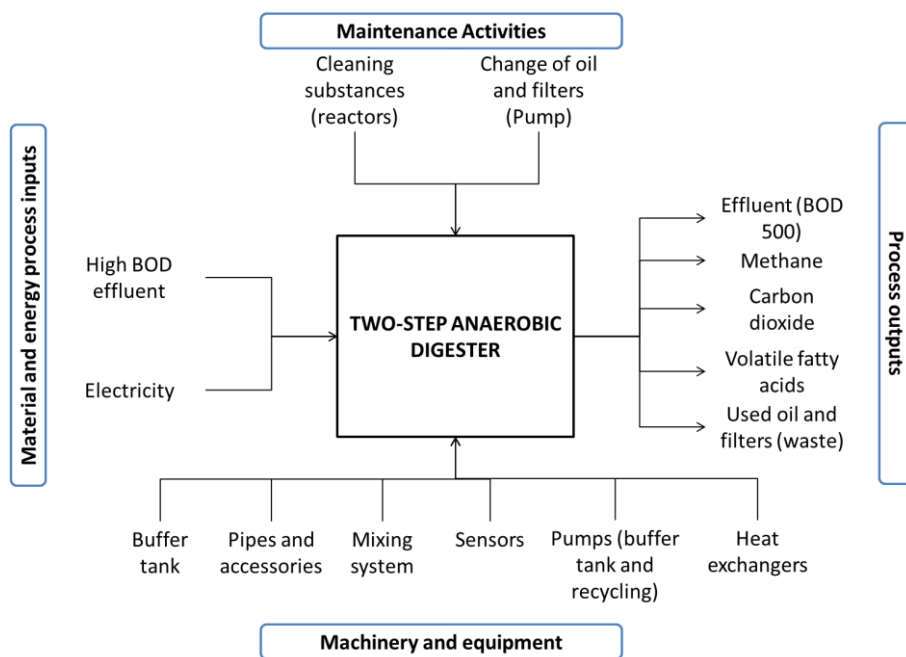 Maintenance Activities
Cleaning
substances
(reactors)
Change of oil
and filters
(Pump)
Material and energy process inputs
High BOD
effluent
Electricity
TWO-STEP ANAEROBIC
DIGESTER
Effluent (BOD
500)
Methane
Carbon
dioxide
Volatile fatty
acids
Used oil and
filters (waste)
Process outputs
Buffer
tank
Pipes and
accessories
Mixing
system
Sensors
Pumps (buffer
tank and
recycling)
Heat
exchangers
Machinery and equipment